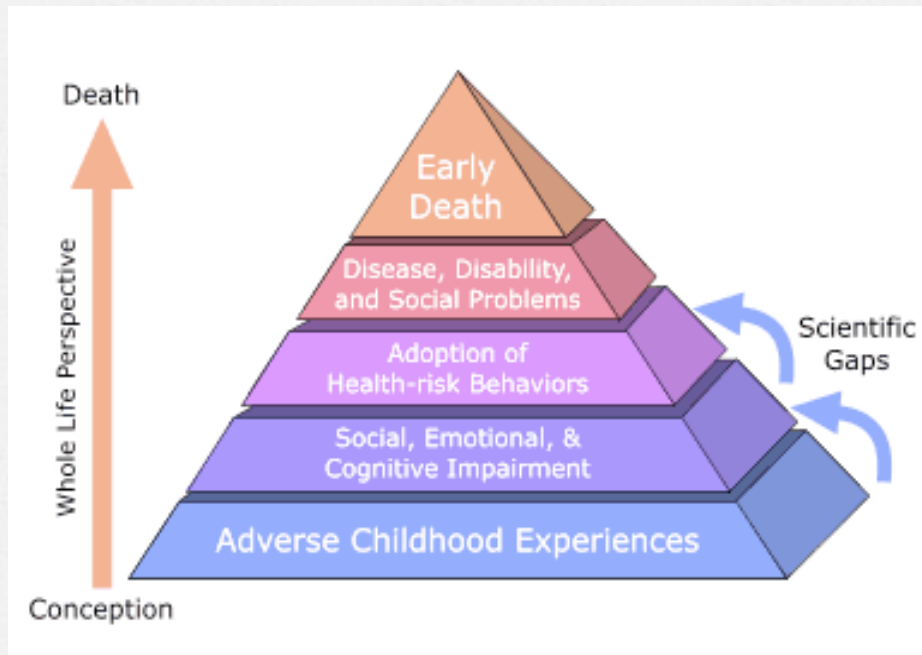 Death
Whole Life Perspective
Conception
Early
Death
Disease, Disability,
and Social Problems
Adoption of
Health-risk Behaviors
Social, Emotional, &
Cognitive Impairment
Adverse Childhood Experiences
Scientific
Gaps